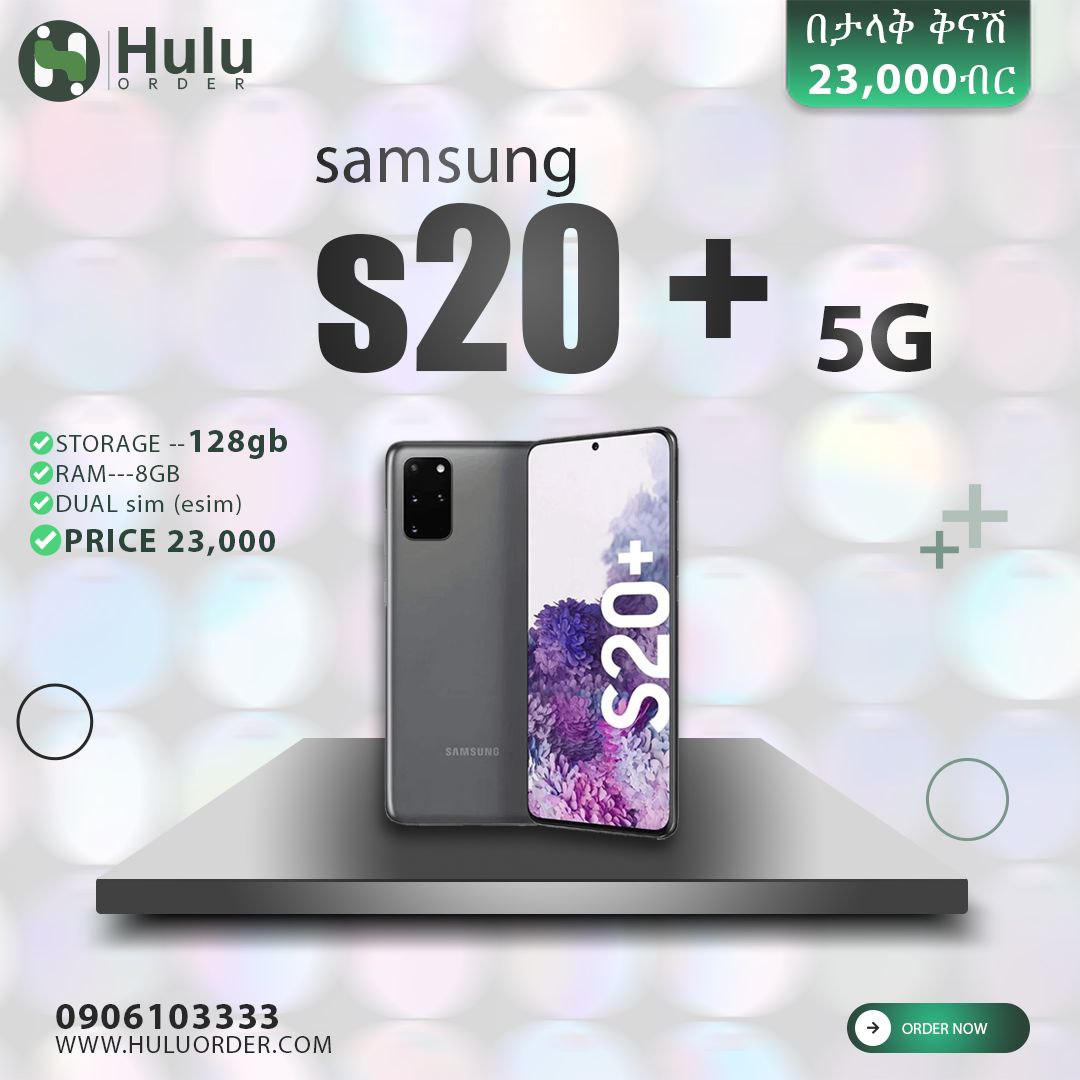 Hulu
ORDER
በታላቅ ቅናሽ
23,000ብር
samsung
s20 + 5G
STORAGE --128gb
RAM---8GB
DUAL sim (esim)
PRICE 23,000
S20+
SAMSUNG
0906103333
WWW.HULUORDER.COM
ORDER NOW